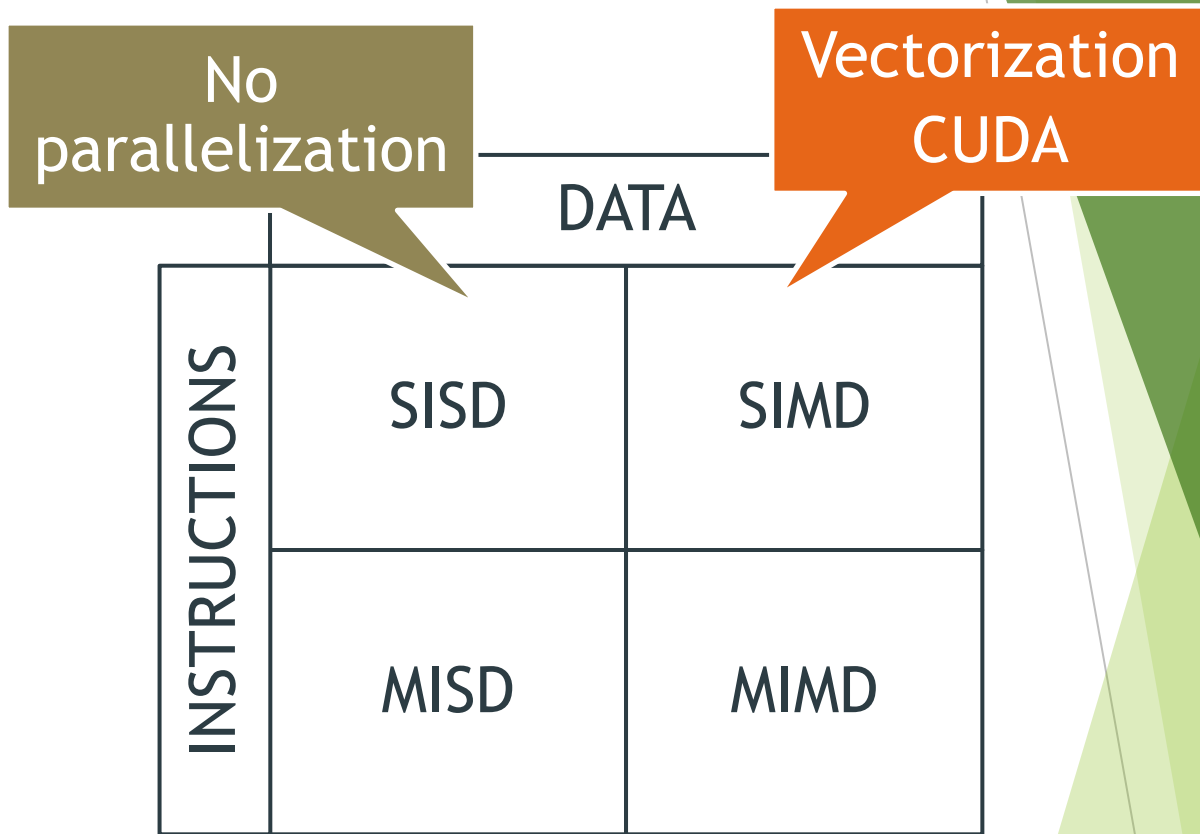 No
parallelization
Vectorization
CUDA
DATA
INSTRUCTIONS
SISD
SIMD
MISD
MIMD